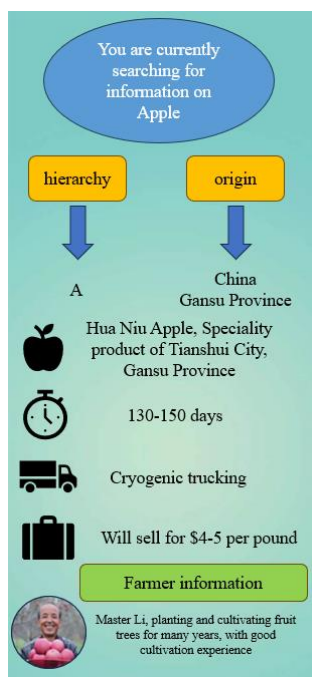 You are currently
searching for
information on
Apple
hierarchy
origin
A
China
Gansu Province
Hua Niu Apple, Speciality
product of Tianshui City,
Gansu Province
130-150 days
Cryogenic trucking
Will sell for $4-5 per pound
Farmer information
Master Li, planting and cultivating fruit
trees for many years, with good
cultivation experience